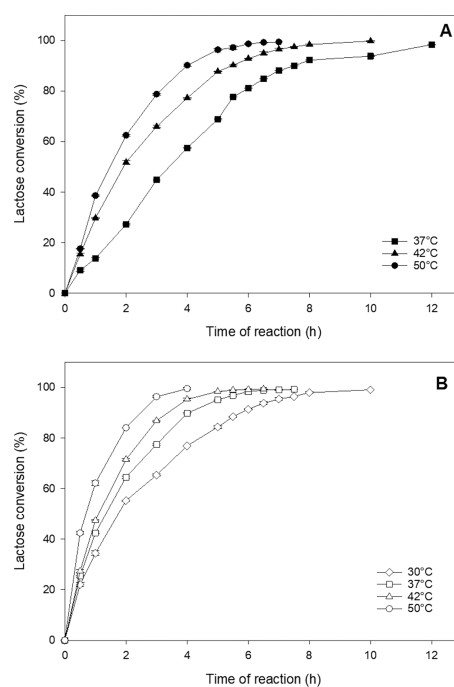 A
Lactose conversion (%)
100
80
60
40
20
0
37°C
42°C
50°C
0 2 4 6 8 10 12
Time of reaction (h)
B
Lactose conversion (%)
100
80
60
40
20
0
30°C
37°C
42°C
50°C
0 2 4 6 8 10 12
Time of reaction (h)